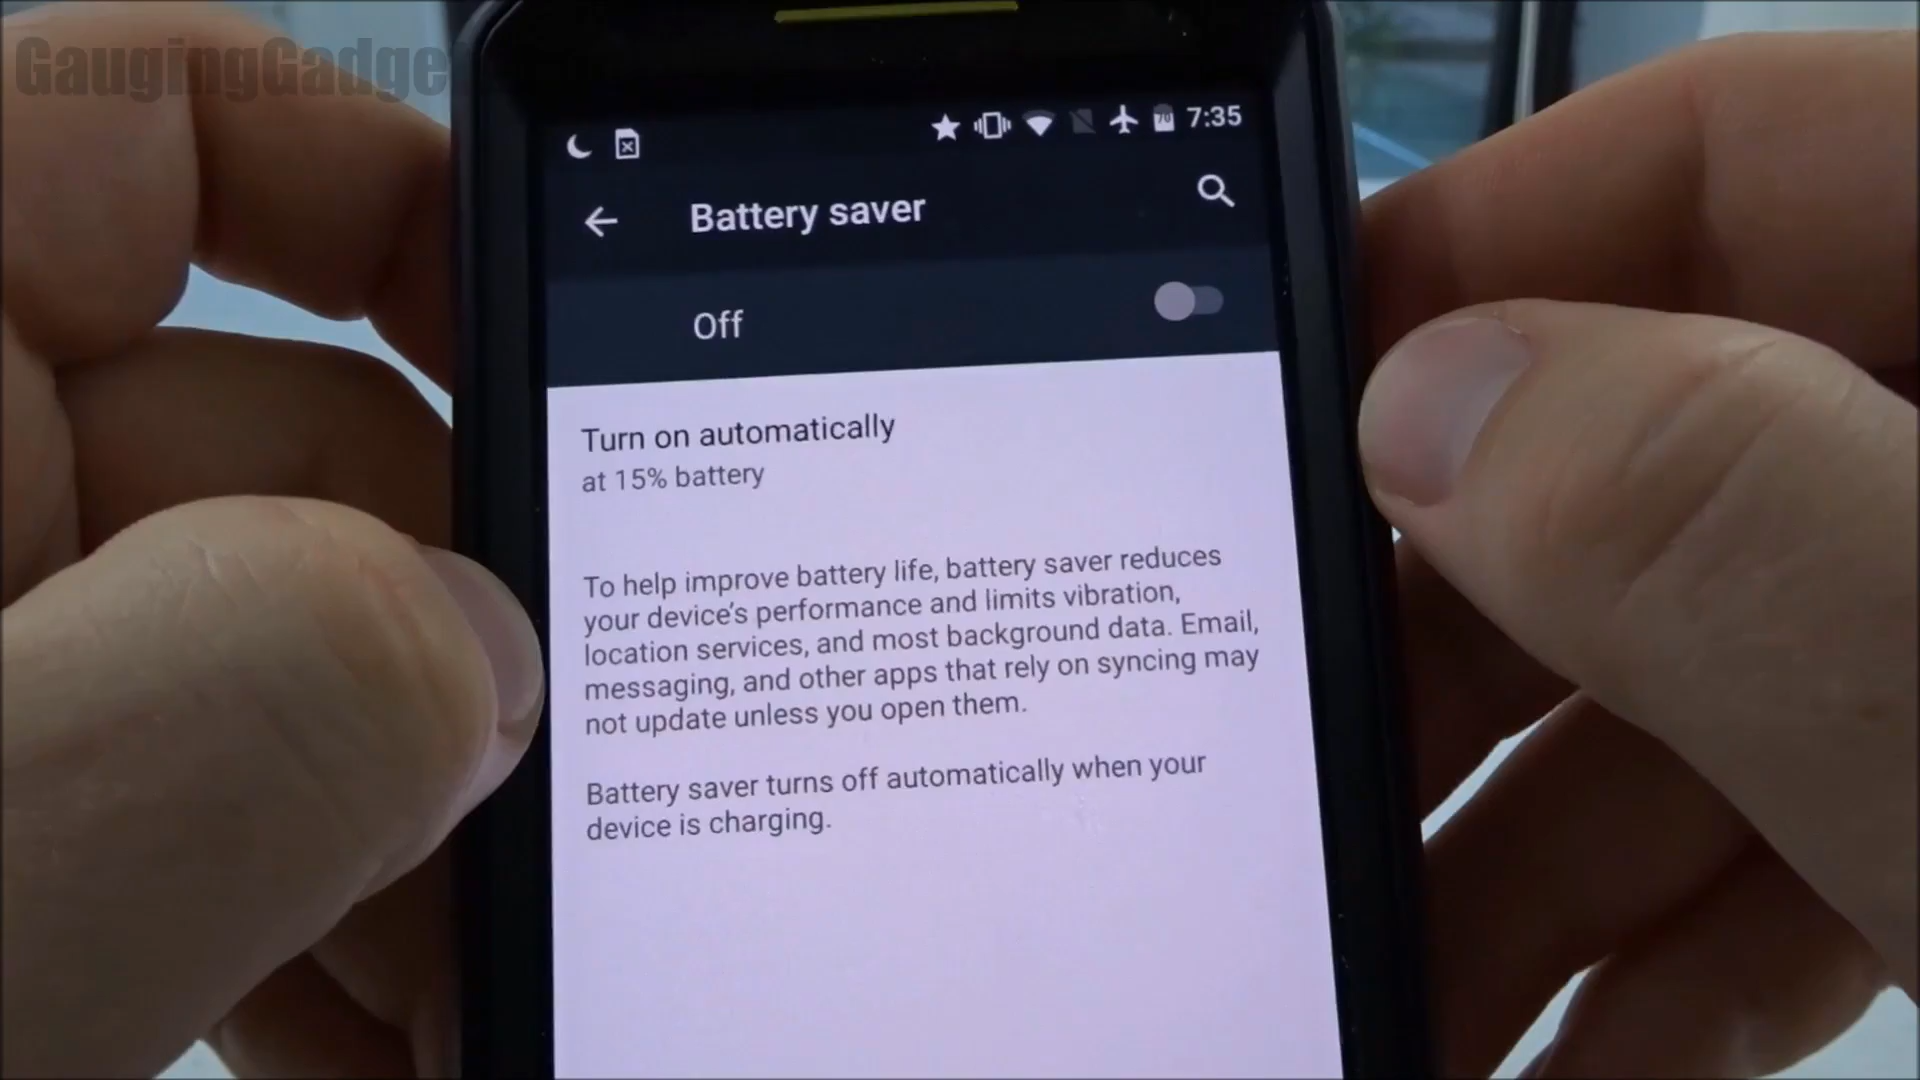 GaugingGadge
70 7:35
Battery saver
Off
Turn on automatically
at 15% battery
To help improve battery life, battery saver reduces
your device's performance and limits vibration,
location services, and most background data. Email,
messaging, and other apps that rely on syncing may
not update unless you open them.
Battery saver turns off automatically when your
device is charging.